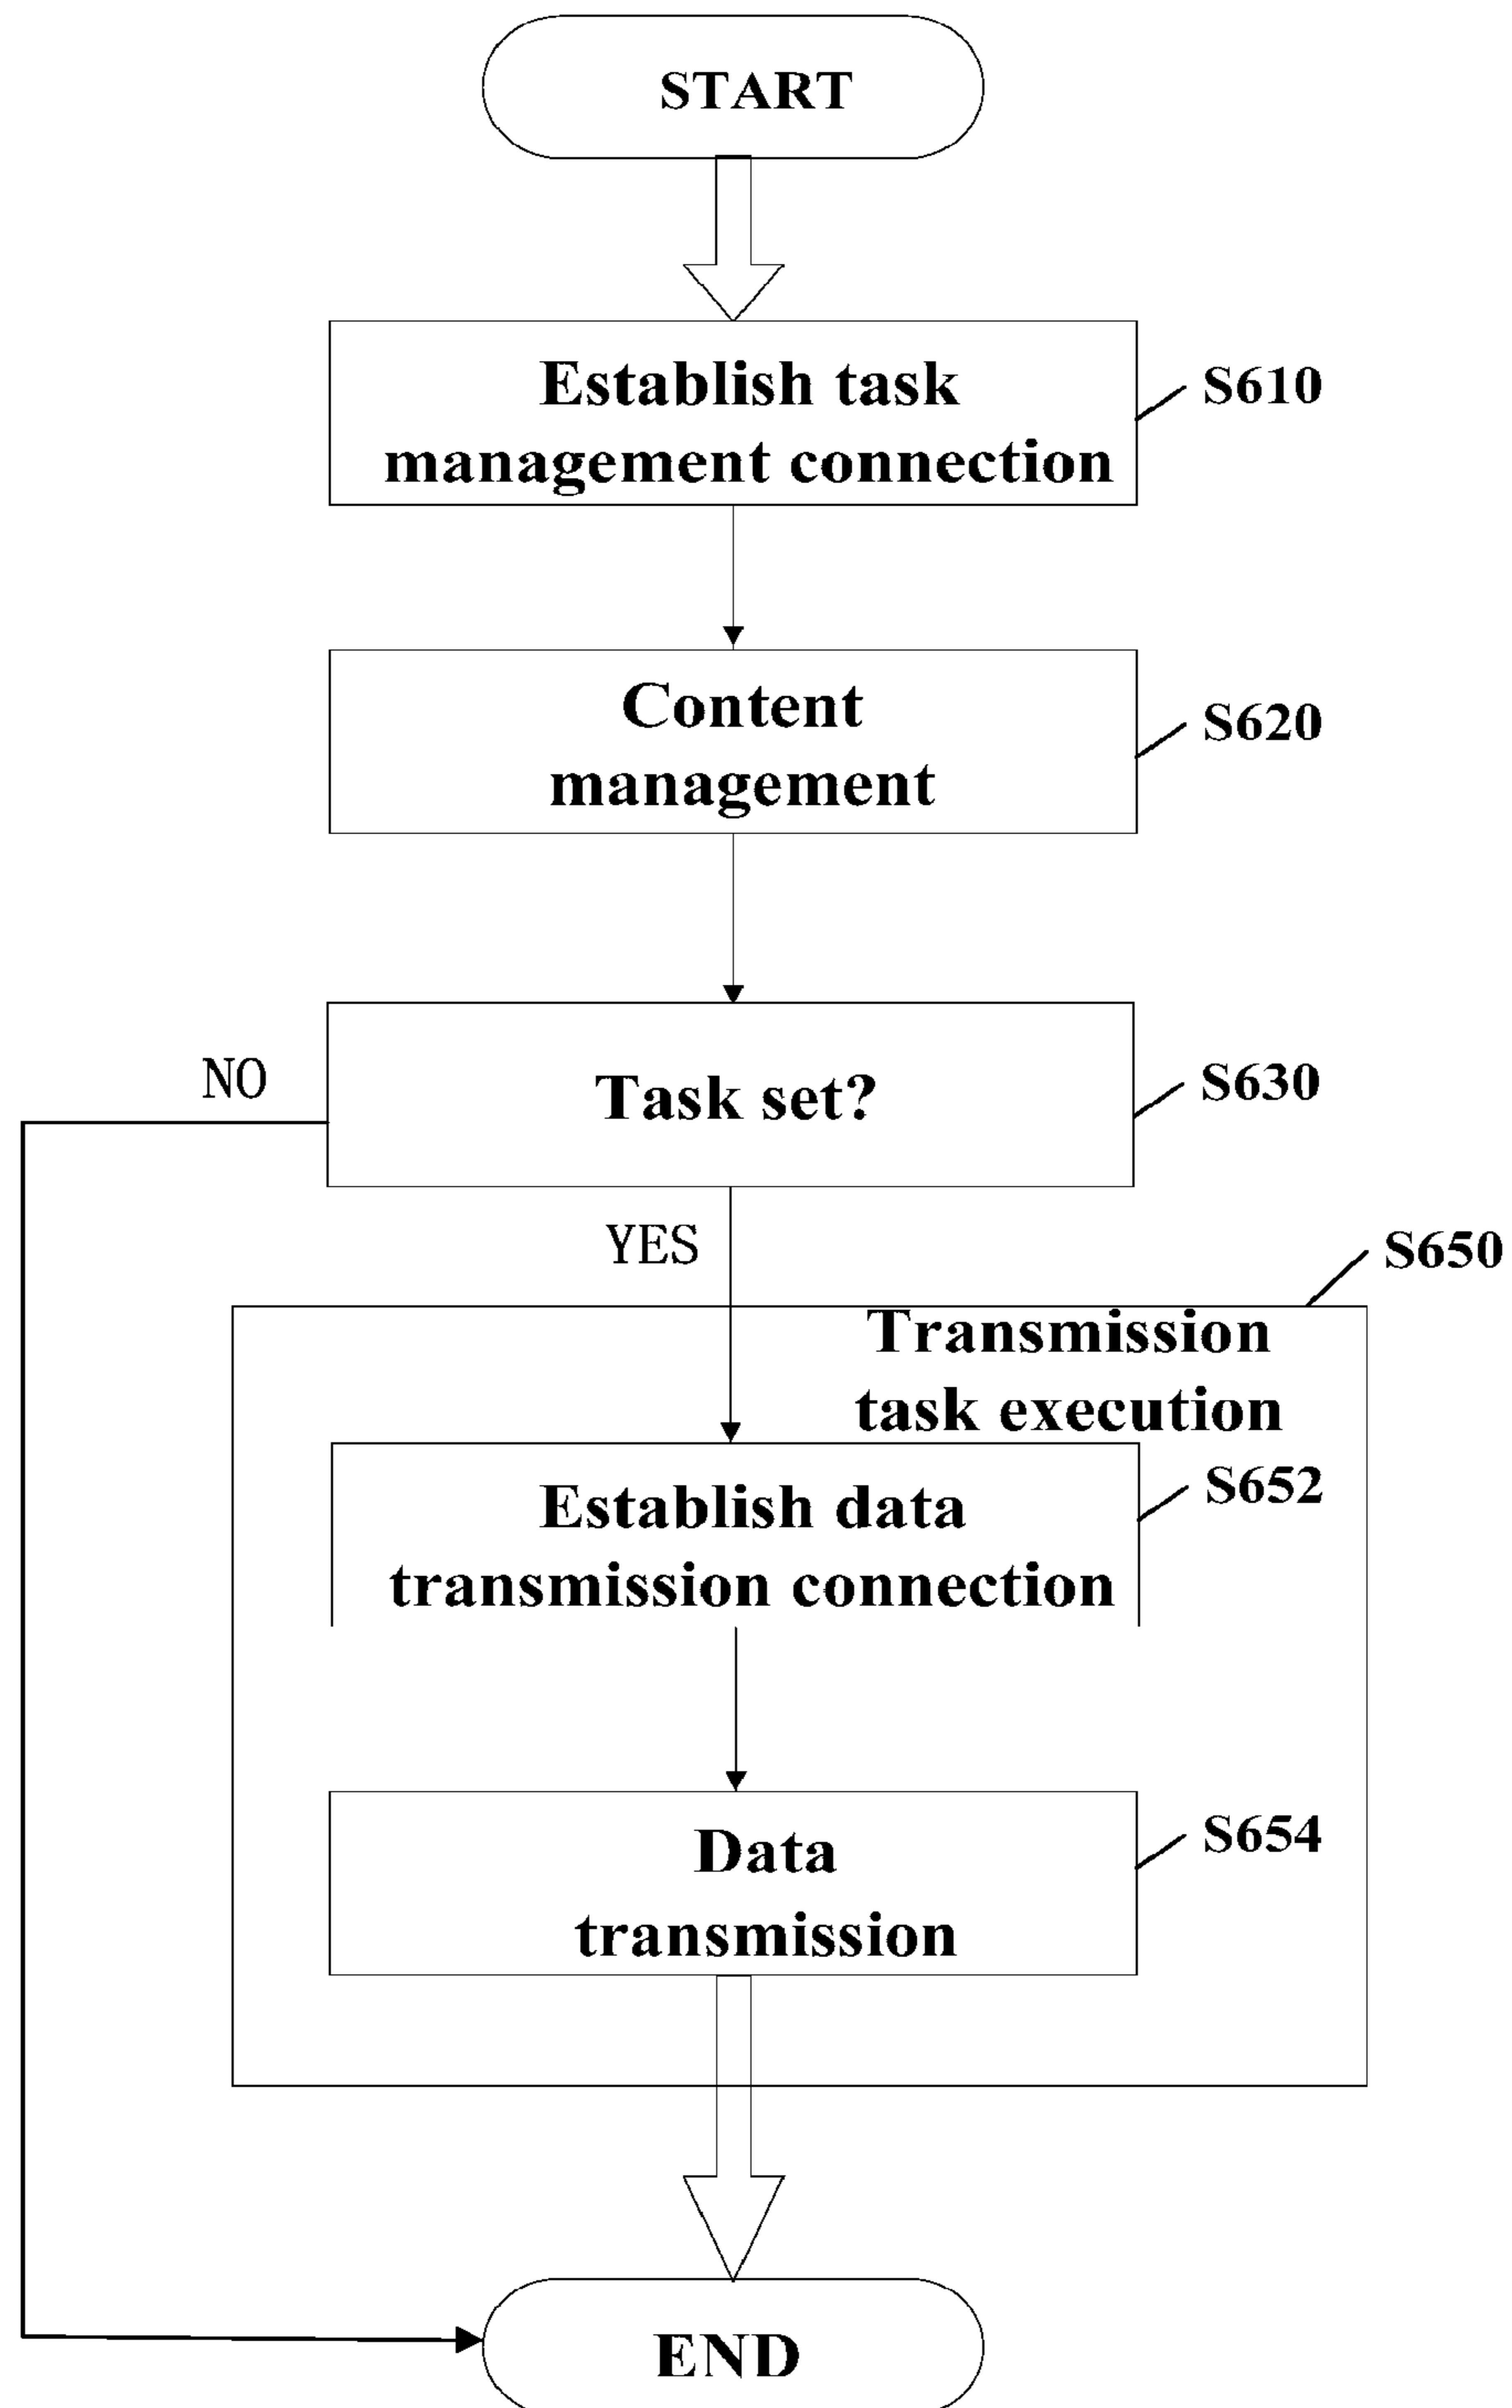 START
Establish task
management connection
S610
Content
management
S620
Task set?
S630
NO
YES
S650
Transmission
task execution
Establish data
transmission connection
S652
Data
transmission
S654
END